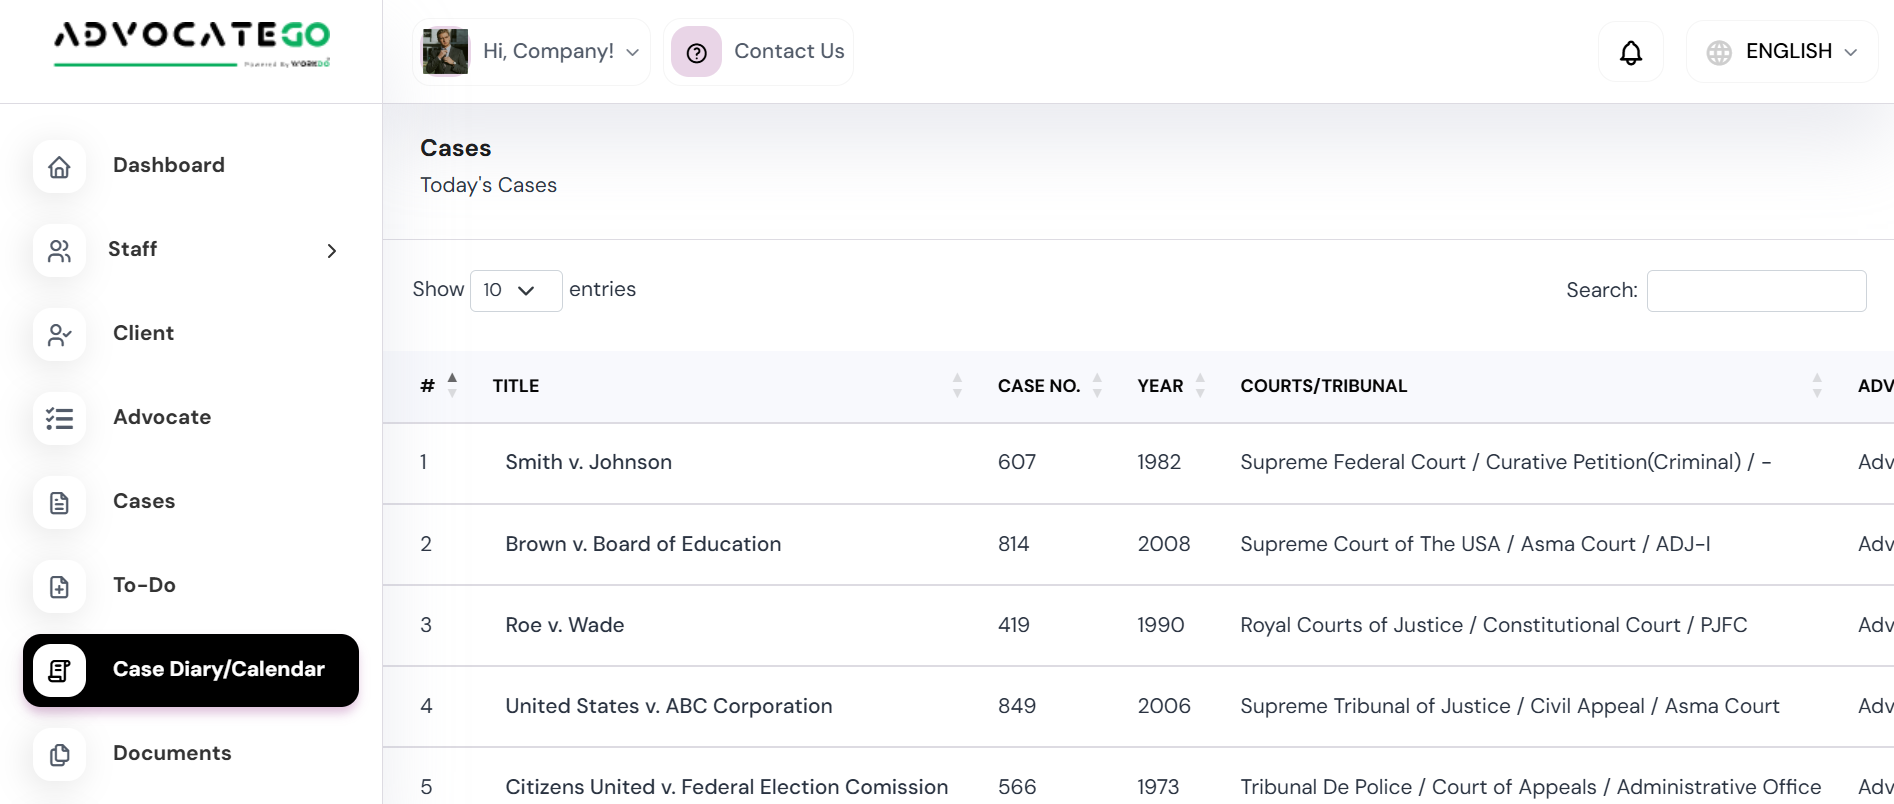 ADVOCATEGO
Powered By WORKDO
Hi, Company!
Contact Us
ENGLISH
Dashboard
Staff
Client
Advocate
Cases
To-Do
Case Diary/Calendar
Documents
Cases
Today's Cases
Show 10 entries
Search:
# TITLE CASE NO. YEAR COURTS/TRIBUNAL ADV
1 Smith v. Johnson 607 1982 Supreme Federal Court / Curative Petition(Criminal) / - Adv
2 Brown v. Board of Education 814 2008 Supreme Court of The USA / Asma Court / ADJ-I Adv
3 Roe v. Wade 419 1990 Royal Courts of Justice / Constitutional Court / PJFC Adv
4 United States v. ABC Corporation 849 2006 Supreme Tribunal of Justice / Civil Appeal / Asma Court Adv
5 Citizens United v. Federal Election Comission 566 1973 Tribunal De Police / Court of Appeals / Administrative Office Adv